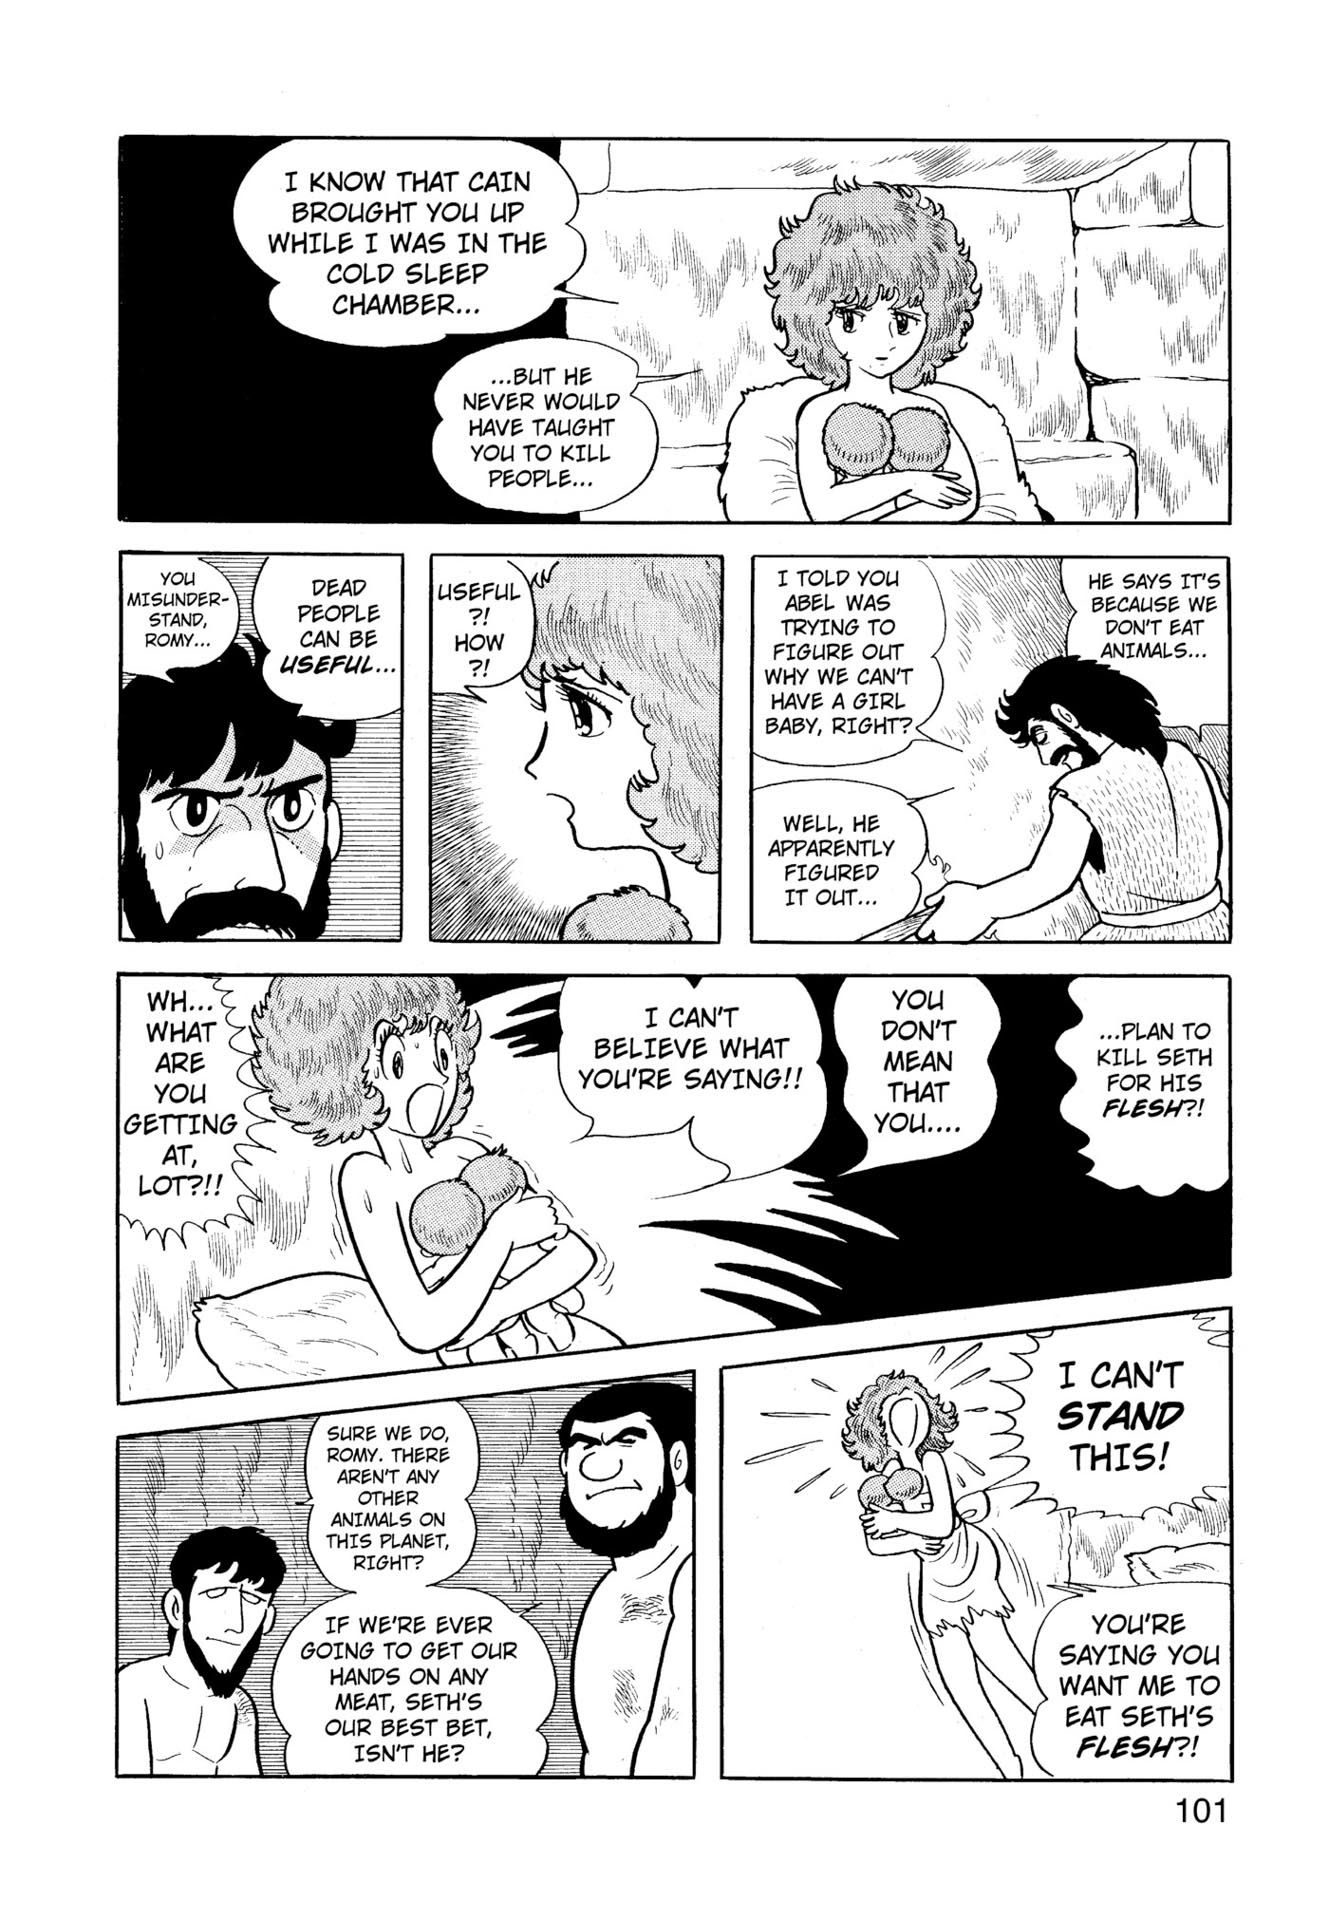 I KNOW THAT CAIN
BROUGHT YOU UP
WHILE I WAS IN THE
COLD SLEEP
CHAMBER...
...BUT HE
NEVER WOULD
HAVE TAUGHT
YOU TO KILL
PEOPLE...
YOU
MISUNDER-
STAND,
ROMY...
DEAD
PEOPLE
CAN BE
USEFUL...
USEFUL
?!
HOW
?!
I TOLD YOU
ABEL WAS
TRYING TO
FIGURE OUT
WHY WE CAN'T
HAVE A GIRL
BABY, RIGHT?
WELL, HE
APPARENTLY
FIGURED
IT OUT...
HE SAYS IT'S
BECAUSE WE
DON'T EAT
ANIMALS...
WH...
WHAT
ARE
YOU
GETTING
AT,
LOT?!!
I CAN'T
BELIEVE WHAT
YOU'RE SAYING!!
YOU
DON'T
MEAN
THAT
YOU....
...PLAN TO
KILL SETH
FOR HIS
FLESH?!
SURE WE DO,
ROMY. THERE
AREN'T ANY
OTHER
ANIMALS ON
THIS PLANET,
RIGHT?
IF WE'RE EVER
GOING TO GET OUR
HANDS ON ANY
MEAT, SETH'S
OUR BEST BET,
ISN'T HE?
I CAN'T
STAND
THIS!
YOU'RE
SAYING YOU
WANT ME TO
EAT SETH'S
FLESH?!
101